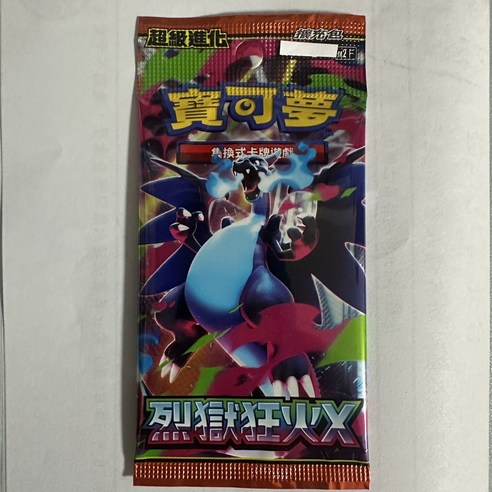 超級進化
擴充包
M2F
寶可夢
集換式卡牌遊戲
烈獄狂火X